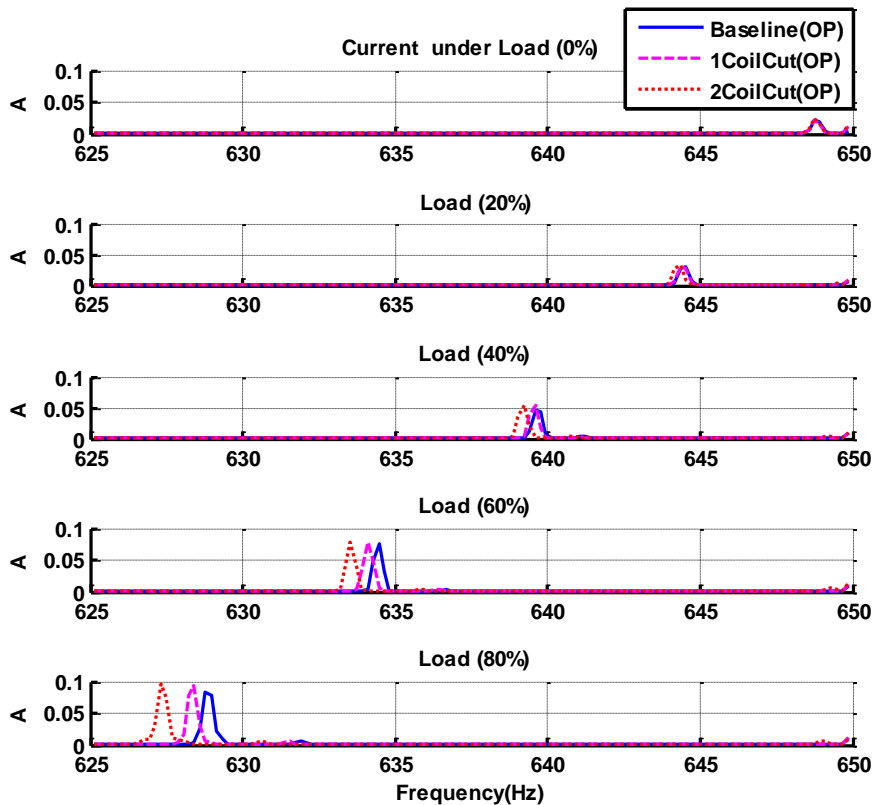 Current  under Load (0%)
Baseline(OP)
1CoilCut(OP)
2CoilCut(OP)
A
0.1
0.05
0
625 630 635 640 645 650
Load (20%)
A
0.1
0.05
0
625 630 635 640 645 650
Load (40%)
A
0.1
0.05
0
625 630 635 640 645 650
Load (60%)
A
0.1
0.05
0
625 630 635 640 645 650
Load (80%)
A
0.1
0.05
0
625 630 635 640 645 650
Frequency(Hz)